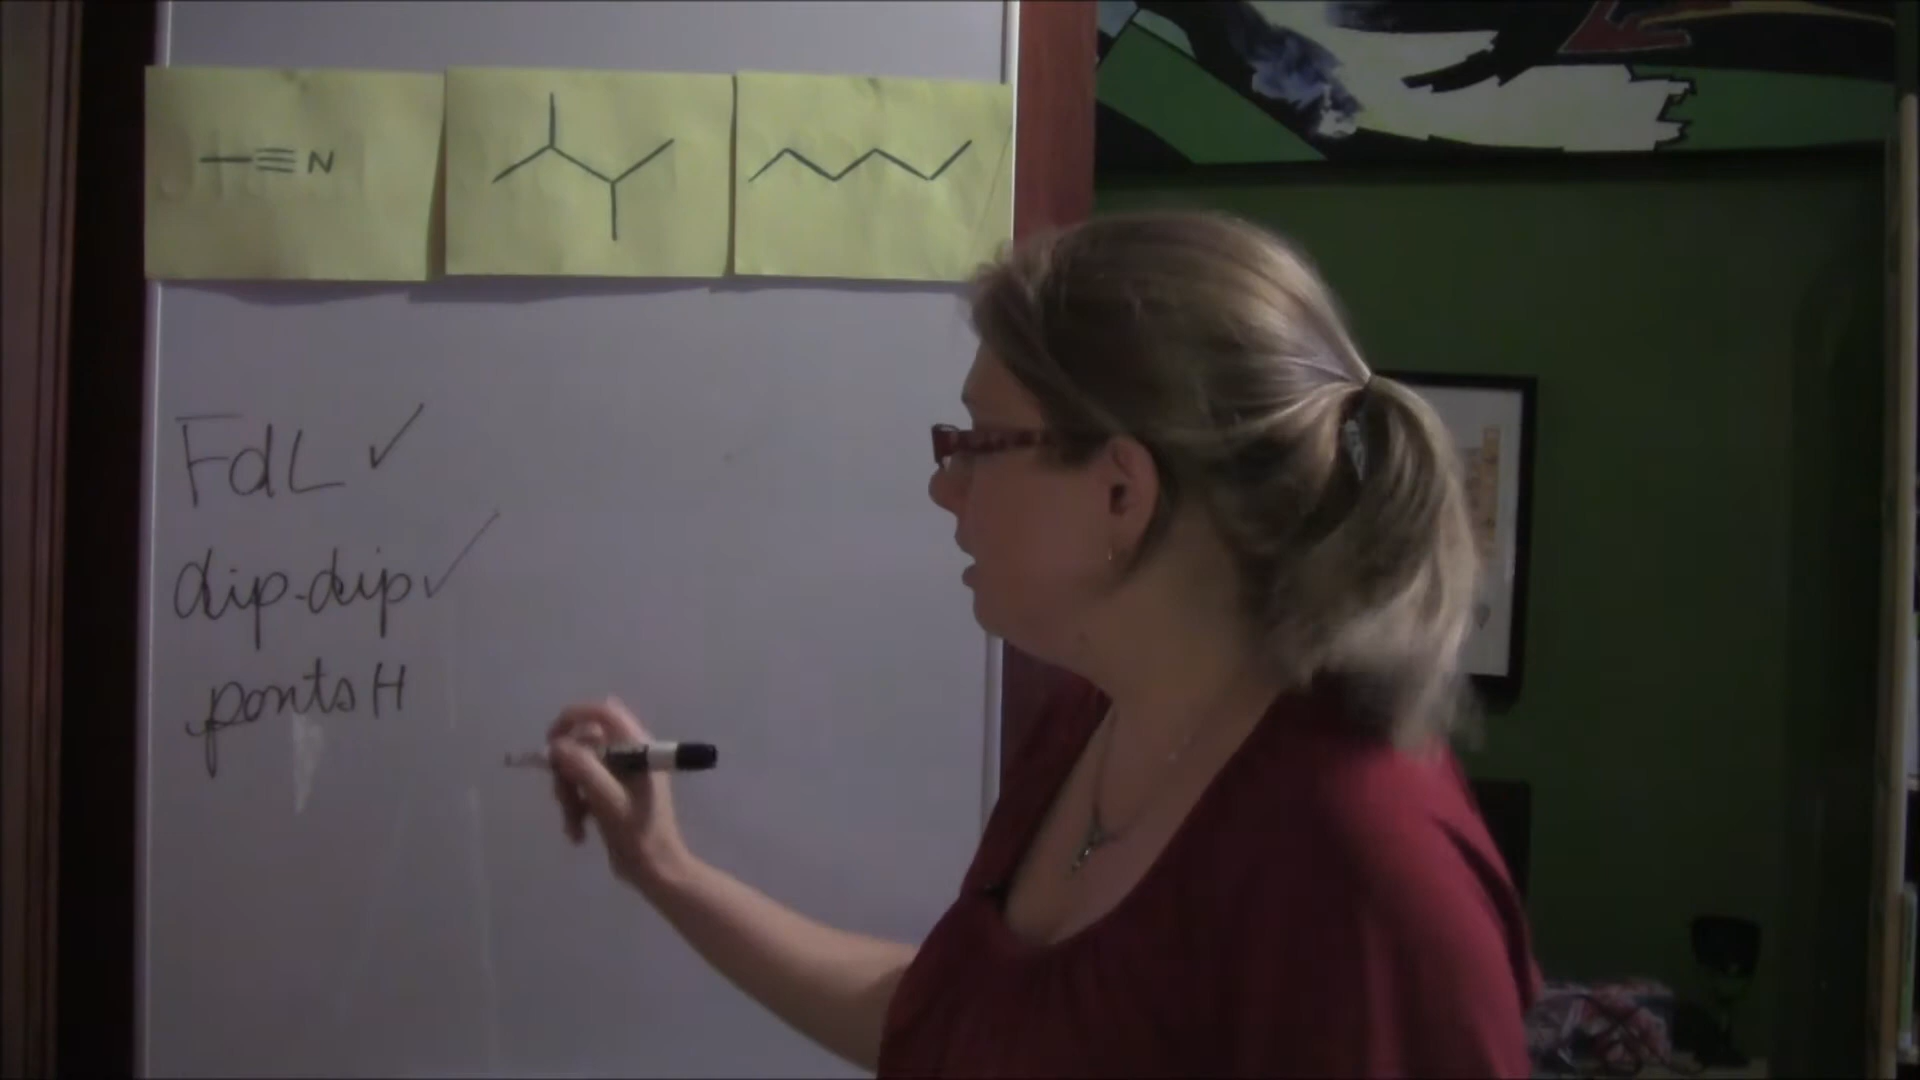 ≡N
FdL ✓
dip-dip ✓
ponts H